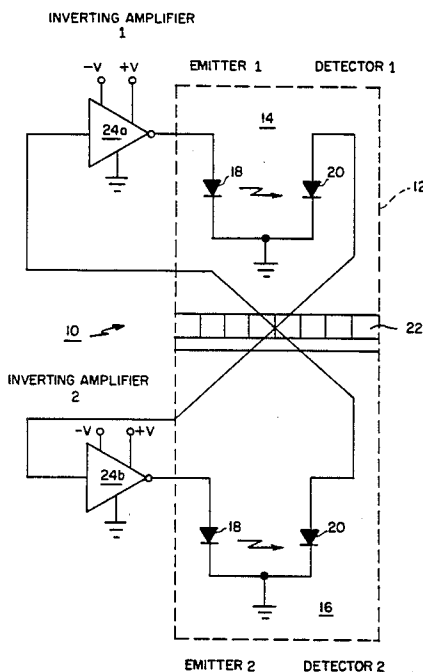 INVERTING AMPLIFIER
1
-V +V
EMITTER 1
DETECTOR 1
24a
14
18
20
12
10
22
INVERTING AMPLIFIER
2
-V +V
24b
18
20
16
EMITTER 2
DETECTOR 2